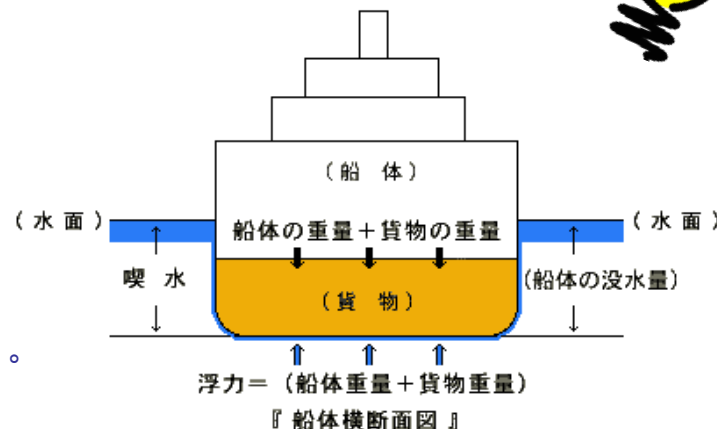 (船 体)
(水 面) (水 面)
船体の重量＋貨物の重量
喫 水 (船体の没水量)
(貨 物)
。
浮力＝(船体重量＋貨物重量)
『 船体横断面図 』